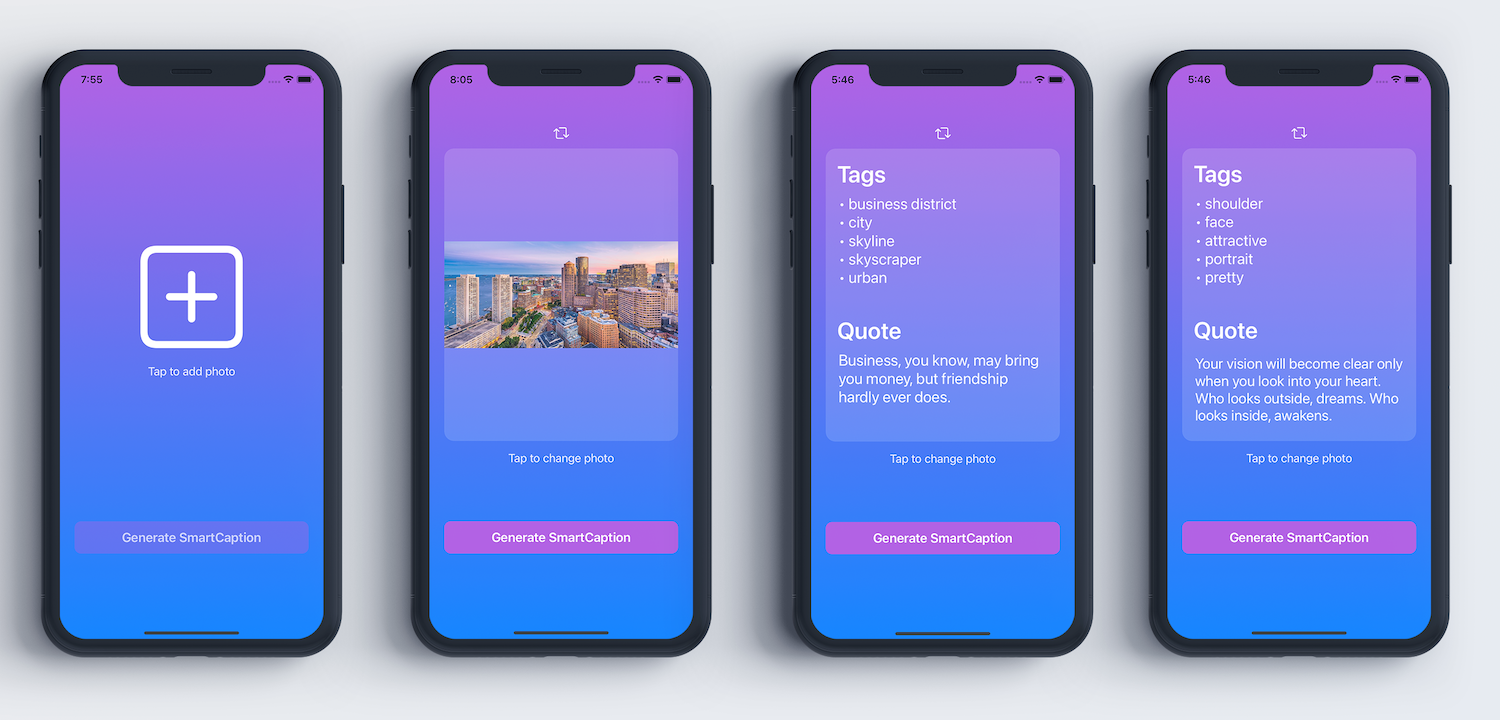 7:55
Tap to add photo
Generate SmartCaption
8:05
Tap to change photo
Generate SmartCaption
5:46
Tags
• business district
• city
• skyline
• skyscraper
• urban
Quote
Business, you know, may bring
you money, but friendship
hardly ever does.
Tap to change photo
Generate SmartCaption
5:46
Tags
• shoulder
• face
• attractive
• portrait
• pretty
Quote
Your vision will become clear only
when you look into your heart.
Who looks outside, dreams. Who
looks inside, awakens.
Tap to change photo
Generate SmartCaption